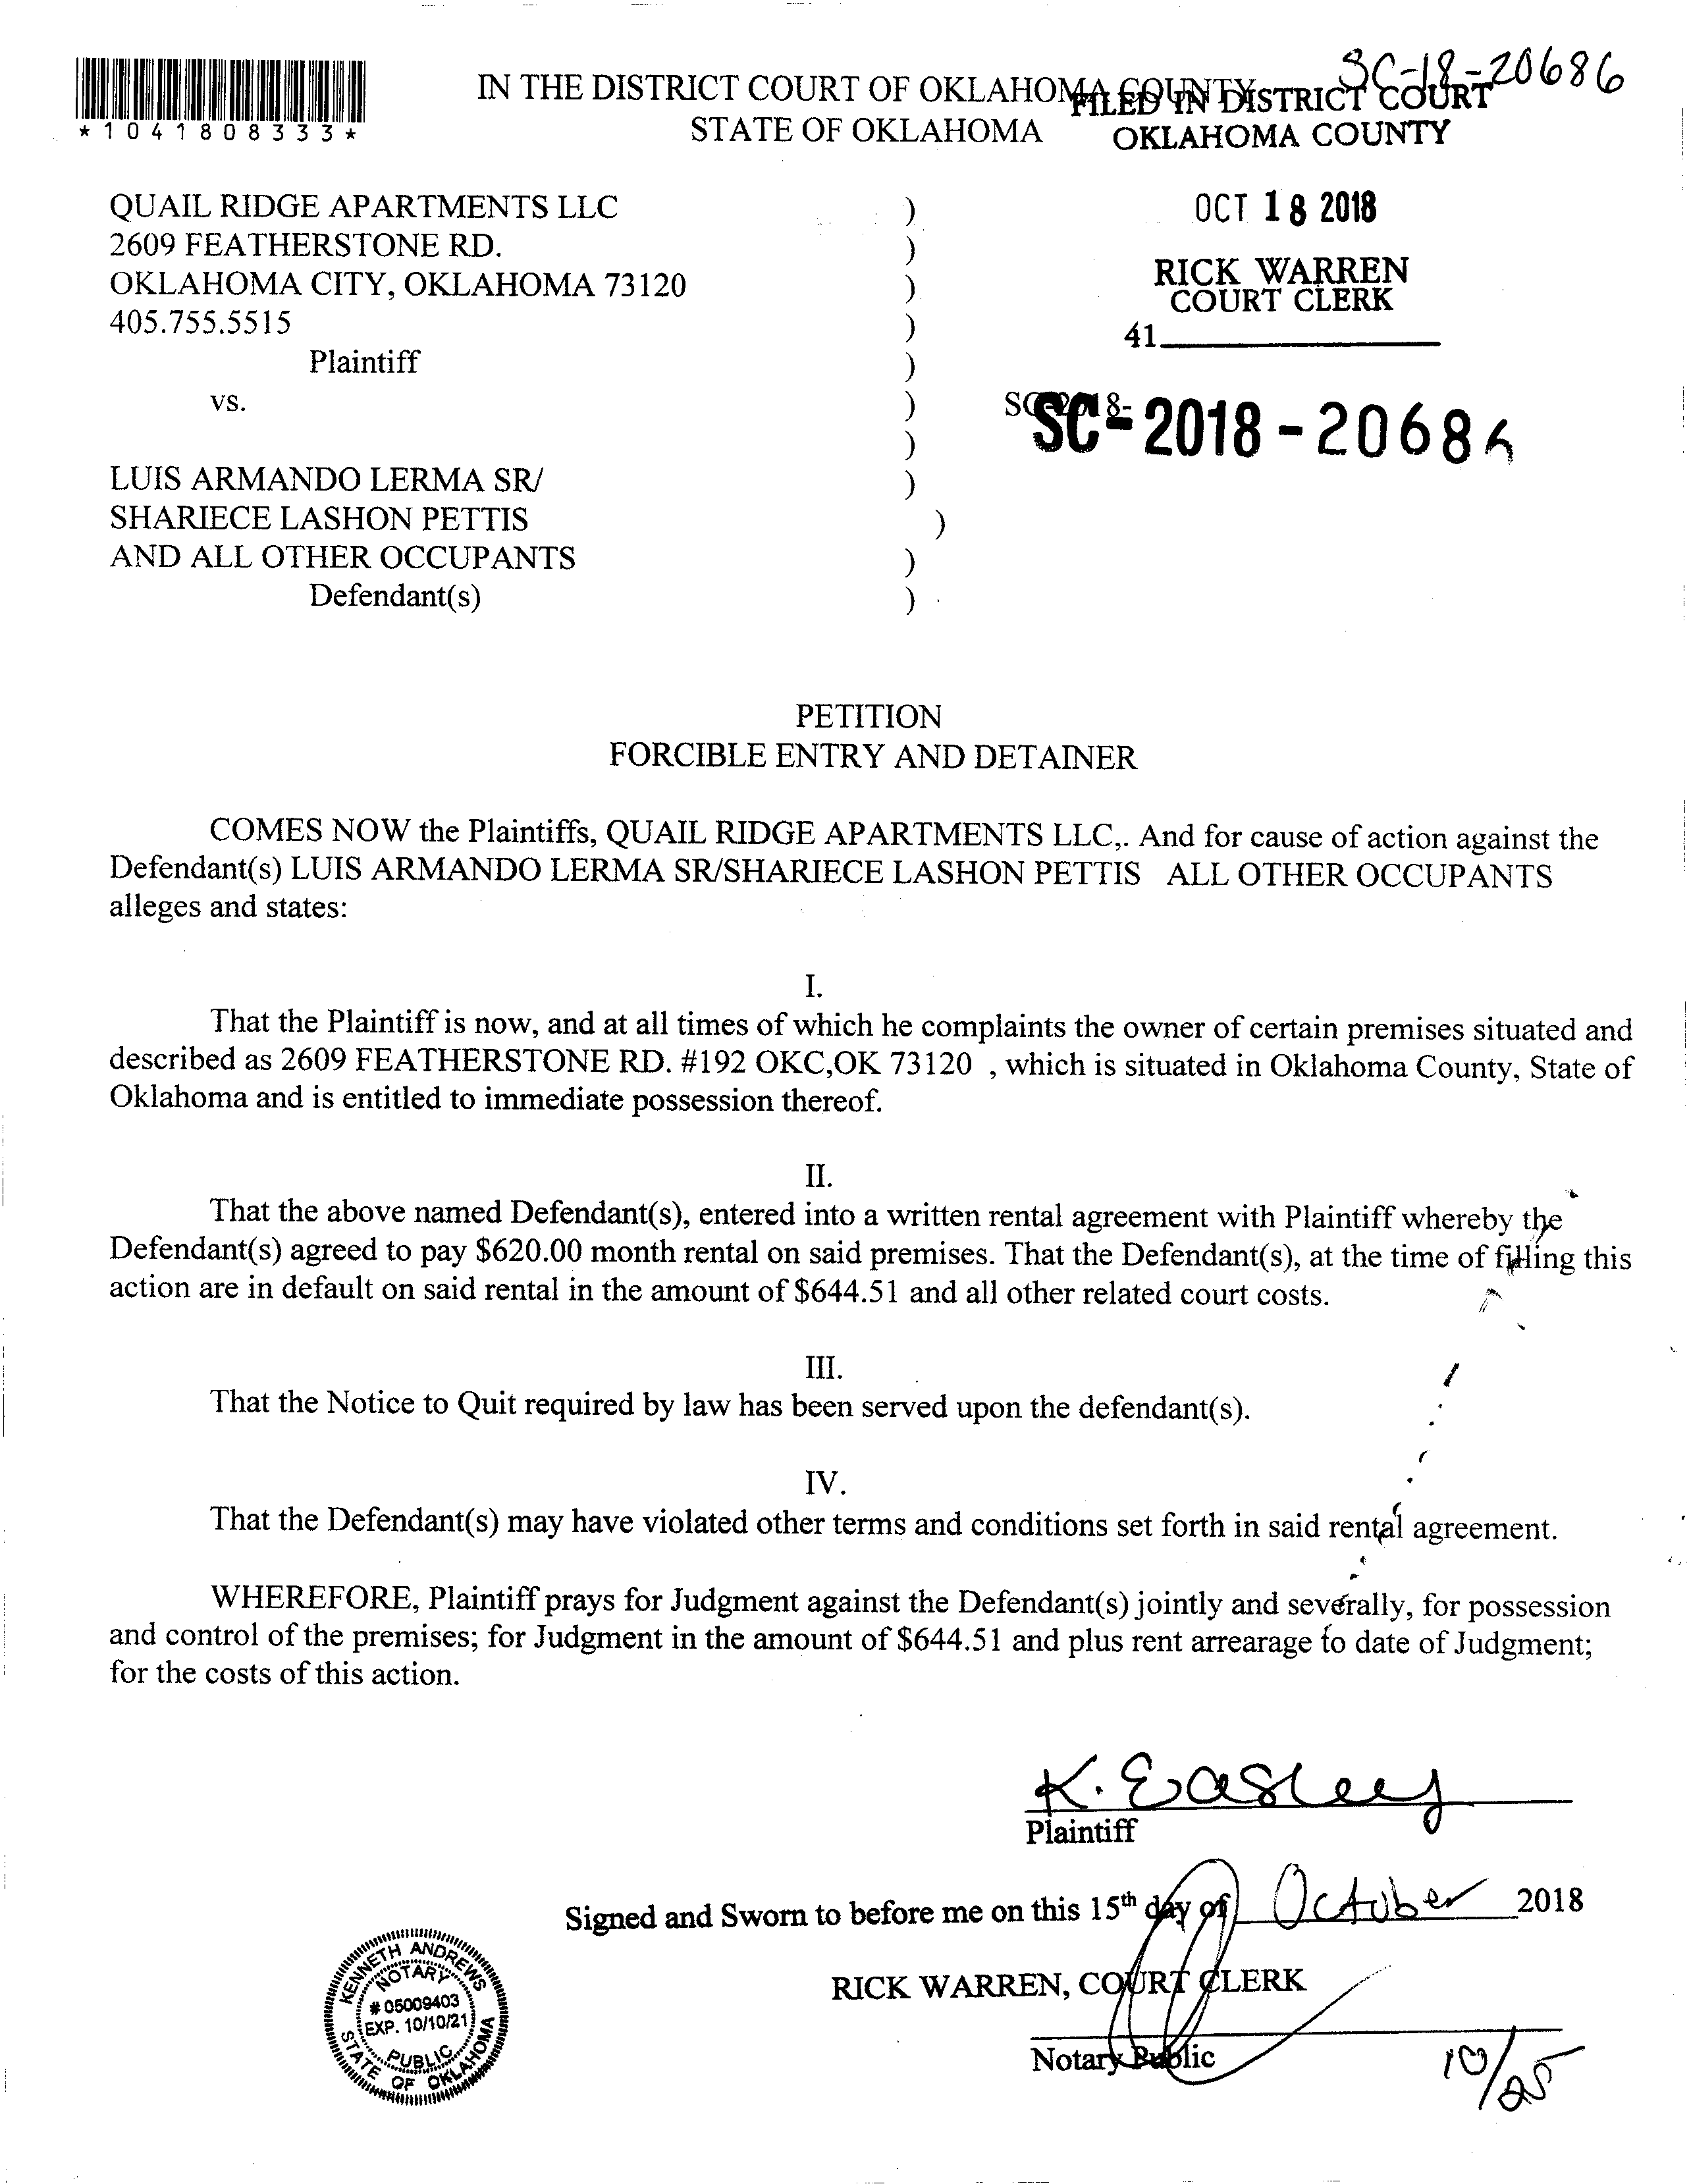 SC-18-20686
*1041808333*
IN THE DISTRICT COURT OF OKLAHOMA COUNTY
STATE OF OKLAHOMA
FILED IN DISTRICT COURT
OKLAHOMA COUNTY
OCT 18 2018
RICK WARREN
COURT CLERK
41
QUAIL RIDGE APARTMENTS LLC )
2609 FEATHERSTONE RD. )
OKLAHOMA CITY, OKLAHOMA 73120 )
405.755.5515 )
Plaintiff )
vs. )
SC-2018-
SC-2018-20686
)
LUIS ARMANDO LERMA SR/ )
SHARIECE LASHON PETTIS )
AND ALL OTHER OCCUPANTS )
Defendant(s) )
PETITION
FORCIBLE ENTRY AND DETAINER
COMES NOW the Plaintiffs, QUAIL RIDGE APARTMENTS LLC,. And for cause of action against the
Defendant(s) LUIS ARMANDO LERMA SR/SHARIECE LASHON PETTIS ALL OTHER OCCUPANTS
alleges and states:
I.
That the Plaintiff is now, and at all times of which he complaints the owner of certain premises situated and
described as 2609 FEATHERSTONE RD. #192 OKC,OK 73120 , which is situated in Oklahoma County, State of
Oklahoma and is entitled to immediate possession thereof.
II.
That the above named Defendant(s), entered into a written rental agreement with Plaintiff whereby the
Defendant(s) agreed to pay $620.00 month rental on said premises. That the Defendant(s), at the time of filling this
action are in default on said rental in the amount of $644.51 and all other related court costs.
III.
That the Notice to Quit required by law has been served upon the defendant(s).
IV.
That the Defendant(s) may have violated other terms and conditions set forth in said rental agreement.
WHEREFORE, Plaintiff prays for Judgment against the Defendant(s) jointly and severally, for possession
and control of the premises; for Judgment in the amount of $644.51 and plus rent arrearage to date of Judgment;
for the costs of this action.
K. Easley
Plaintiff
Signed and Sworn to before me on this 15th day of October 2018
RICK WARREN, COURT CLERK
Notary Public
10/25
KENNETH ANDREWS
NOTARY
# 05009403
EXP. 10/10/21
PUBLIC
STATE OF OKLAHOMA